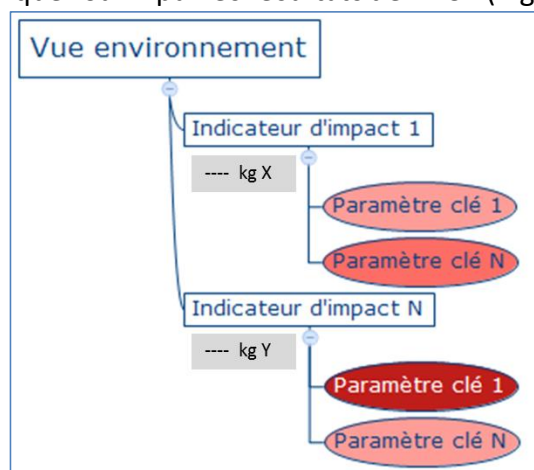 Vue environnement
Indicateur d'impact 1
---- kg X
Paramètre clé 1
Paramètre clé N
Indicateur d'impact N
---- kg Y
Paramètre clé 1
Paramètre clé N